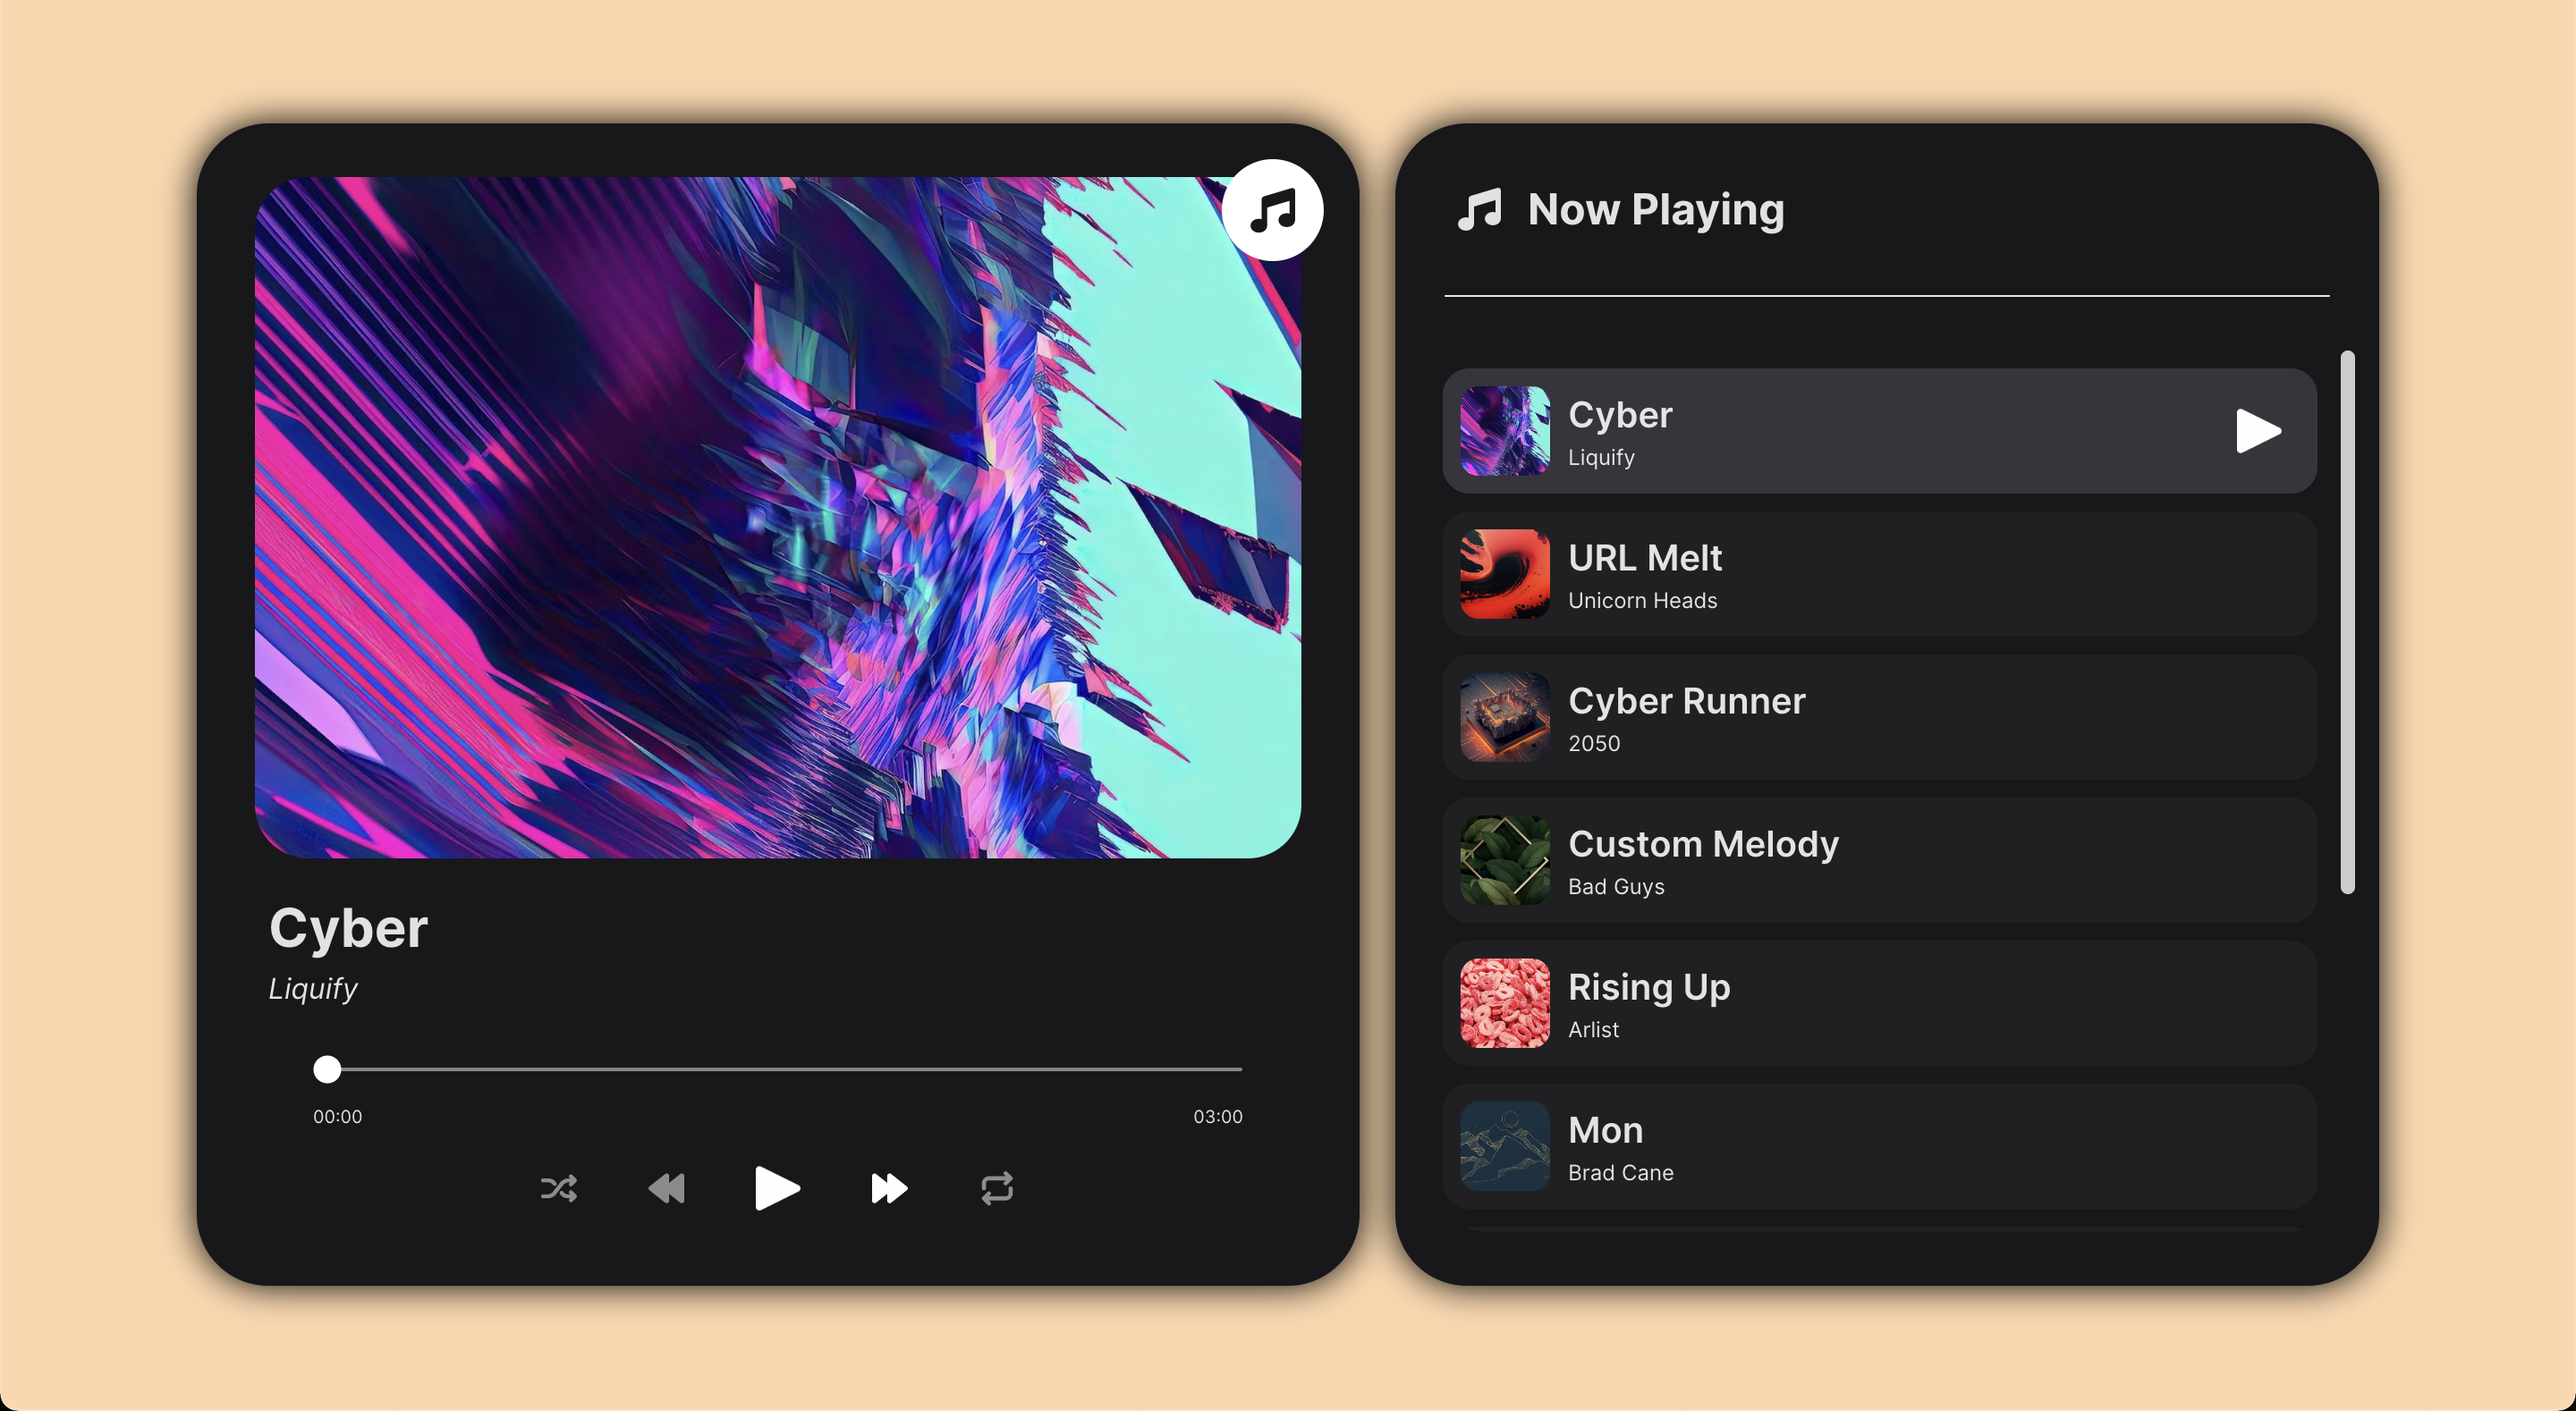 Cyber
Liquify
00:00
03:00
Now Playing
Cyber
Liquify
URL Melt
Unicorn Heads
Cyber Runner
2050
Custom Melody
Bad Guys
Rising Up
Arlist
Mon
Brad Cane